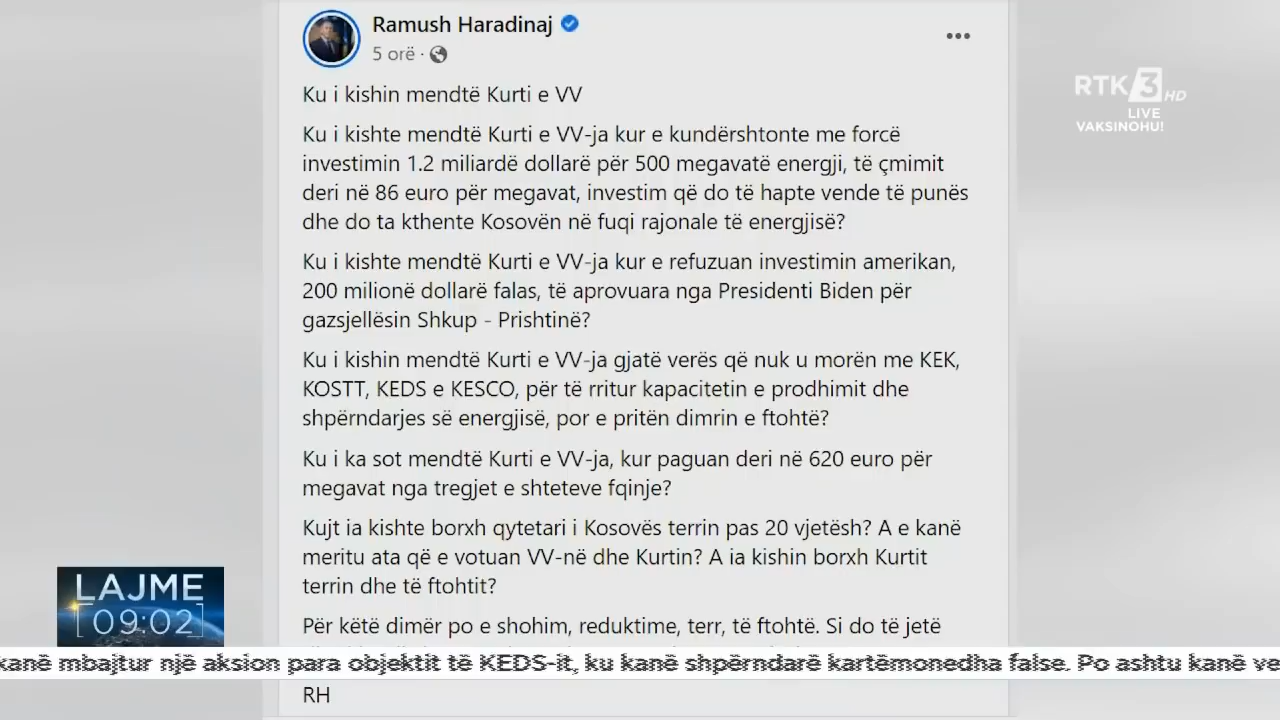 Ramush Haradinaj
5 orë
RTK 3 HD
LIVE
VAKSINOHU!
Ku i kishin mendtë Kurti e VV
Ku i kishte mendtë Kurti e VV-ja kur e kundërshtonte me forcë
investimin 1.2 miliardë dollarë për 500 megavatë energji, të çmimit
deri në 86 euro për megavat, investim që do të hapte vende të punës
dhe do ta kthente Kosovën në fuqi rajonale të energjisë?
Ku i kishte mendtë Kurti e VV-ja kur e refuzuan investimin amerikan,
200 milionë dollarë falas, të aprovuara nga Presidenti Biden për
gazsjellësin Shkup - Prishtinë?
Ku i kishin mendtë Kurti e VV-ja gjatë verës që nuk u morën me KEK,
KOSTT, KEDS e KESCO, për të rritur kapacitetin e prodhimit dhe
shpërndarjes së energjisë, por e pritën dimrin e ftohtë?
Ku i ka sot mendtë Kurti e VV-ja, kur paguan deri në 620 euro për
megavat nga tregjet e shteteve fqinje?
Kujt ia kishte borxh qytetari i Kosovës terrin pas 20 vjetësh? A e kanë
meritu ata që e votuan VV-në dhe Kurtin? A ia kishin borxh Kurtit
terrin dhe të ftohtit?
Për këtë dimër po e shohim, reduktime, terr, të ftohtë. Si do të jetë
RH
LAJME
[09:02]
kanë mbajtur një aksion para objektit të KEDS-it, ku kanë shpërndarë kartëmonedha false. Po ashtu kanë ve